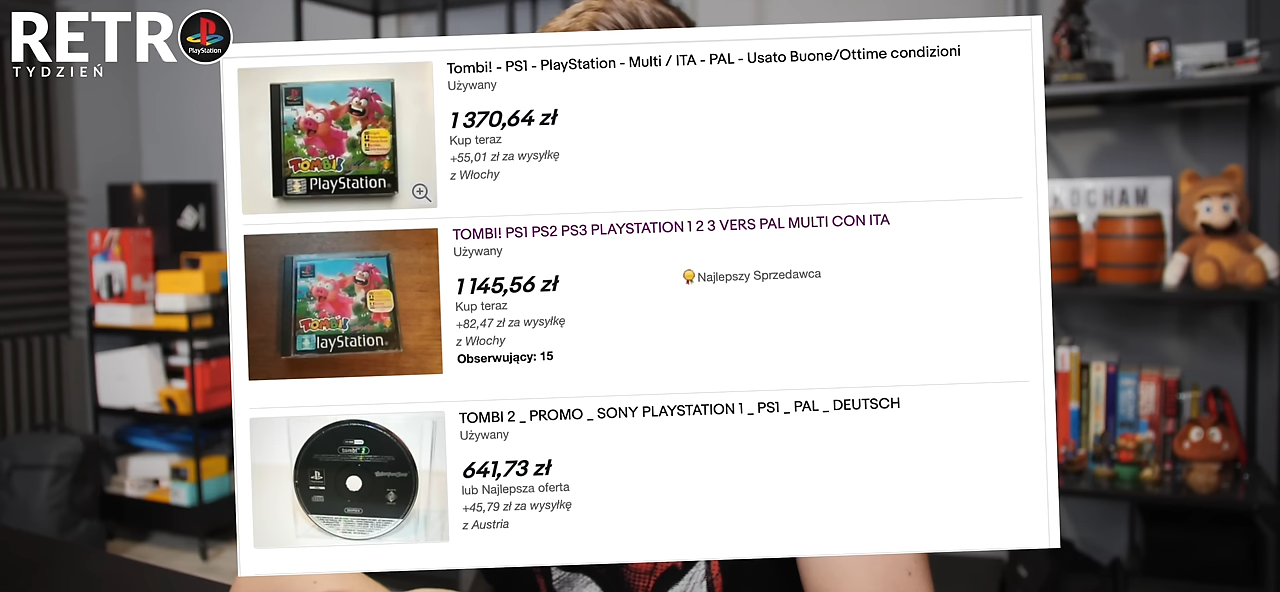 RETR
PlayStation
TYDZIEŃ
Tombi! - PS1 - PlayStation - Multi / ITA - PAL - Usato Buone/Ottime condizioni
Używany
1 370,64 zł
Kup teraz
+55,01 zł za wysyłkę
z Włochy
TOMBI!
PlayStation
TOMBI! PS1 PS2 PS3 PLAYSTATION 1 2 3 VERS PAL MULTI CON ITA
Używany
1 145,56 zł
Najlepszy Sprzedawca
Kup teraz
+82,47 zł za wysyłkę
z Włochy
Obserwujący: 15
TOMBI!
PlayStation
TOMBI 2 _ PROMO _ SONY PLAYSTATION 1 _ PS1 _ PAL _ DEUTSCH
Używany
641,73 zł
lub Najlepsza oferta
+45,79 zł za wysyłkę
z Austria
tombi 2
KOCHAM